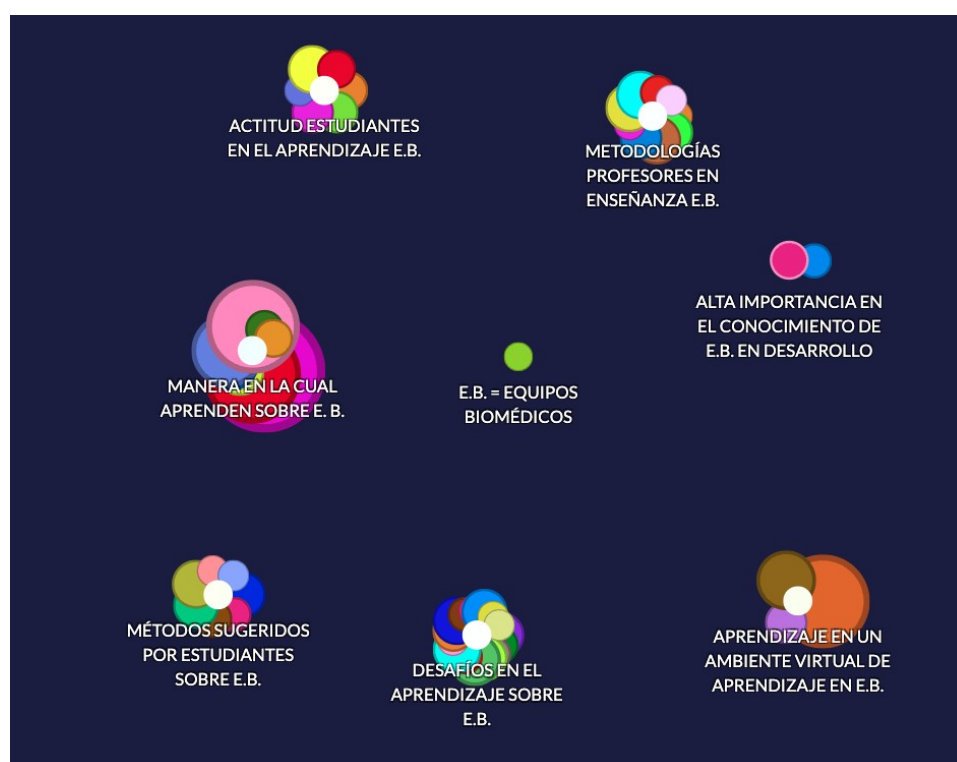 ACTITUD ESTUDIANTES
EN EL APRENDIZAJE E.B.
METODOLOGÍAS
PROFESORES EN
ENSEÑANZA E.B.
ALTA IMPORTANCIA EN
EL CONOCIMIENTO DE
E.B. EN DESARROLLO
MANERA EN LA CUAL
APRENDEN SOBRE E. B.
E.B. = EQUIPOS
BIOMÉDICOS
MÉTODOS SUGERIDOS
POR ESTUDIANTES
SOBRE E.B.
DESAFÍOS EN EL
APRENDIZAJE SOBRE
E.B.
APRENDIZAJE EN UN
AMBIENTE VIRTUAL DE
APRENDIZAJE EN E.B.